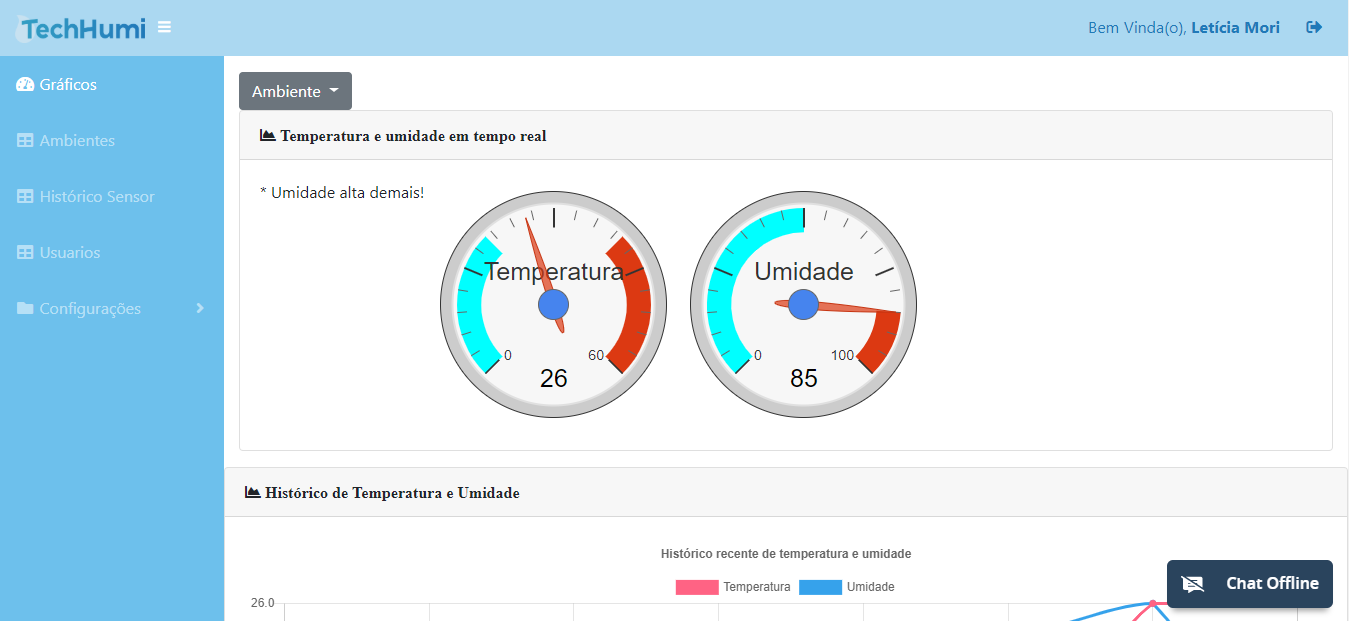 TechHumi
Bem Vinda(o), Letícia Mori
Gráficos
Ambientes
Histórico Sensor
Usuarios
Configurações
Ambiente
Temperatura e umidade em tempo real
* Umidade alta demais!
Temperatura
0
60
26
Umidade
0
100
85
Histórico de Temperatura e Umidade
Histórico recente de temperatura e umidade
Temperatura Umidade
26.0
Chat Offline